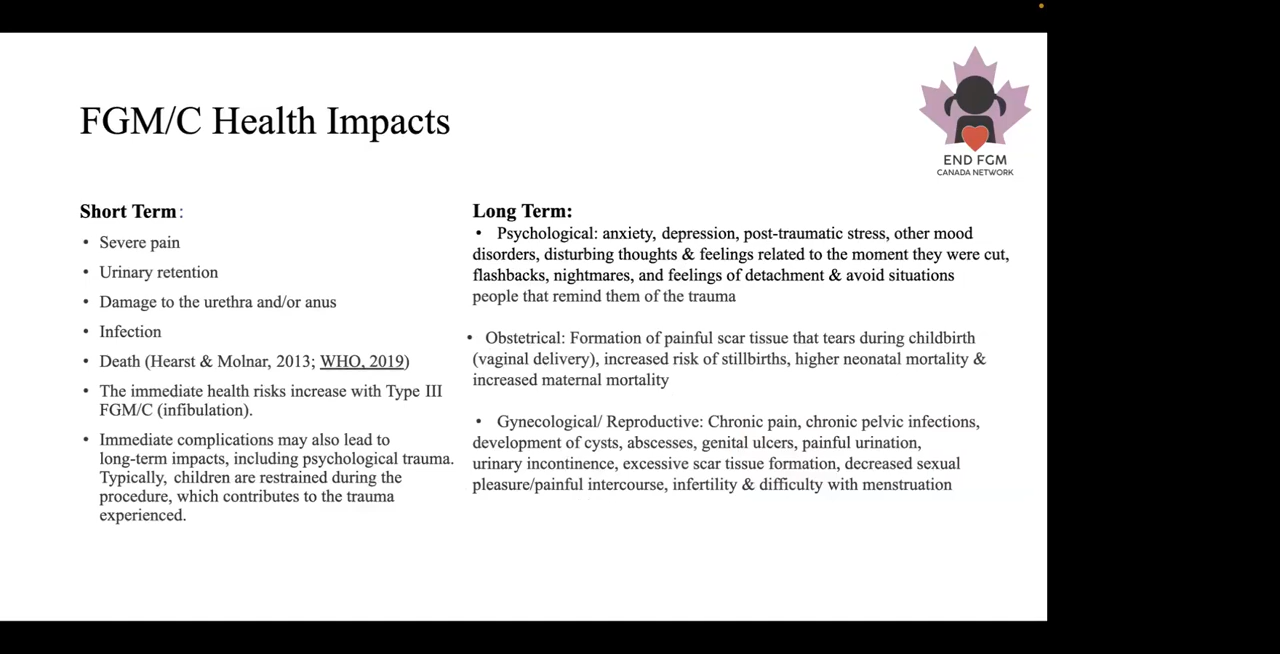 FGM/C Health Impacts
END FGM
CANADA NETWORK
Short Term:
• Severe pain
• Urinary retention
• Damage to the urethra and/or anus
• Infection
• Death (Hearst & Molnar, 2013; WHO, 2019)
• The immediate health risks increase with Type III
FGM/C (infibulation).
• Immediate complications may also lead to
long-term impacts, including psychological trauma.
Typically, children are restrained during the
procedure, which contributes to the trauma
experienced.
Long Term:
• Psychological: anxiety, depression, post-traumatic stress, other mood
disorders, disturbing thoughts & feelings related to the moment they were cut,
flashbacks, nightmares, and feelings of detachment & avoid situations
people that remind them of the trauma
• Obstetrical: Formation of painful scar tissue that tears during childbirth
(vaginal delivery), increased risk of stillbirths, higher neonatal mortality &
increased maternal mortality
• Gynecological/ Reproductive: Chronic pain, chronic pelvic infections,
development of cysts, abscesses, genital ulcers, painful urination,
urinary incontinence, excessive scar tissue formation, decreased sexual
pleasure/painful intercourse, infertility & difficulty with menstruation